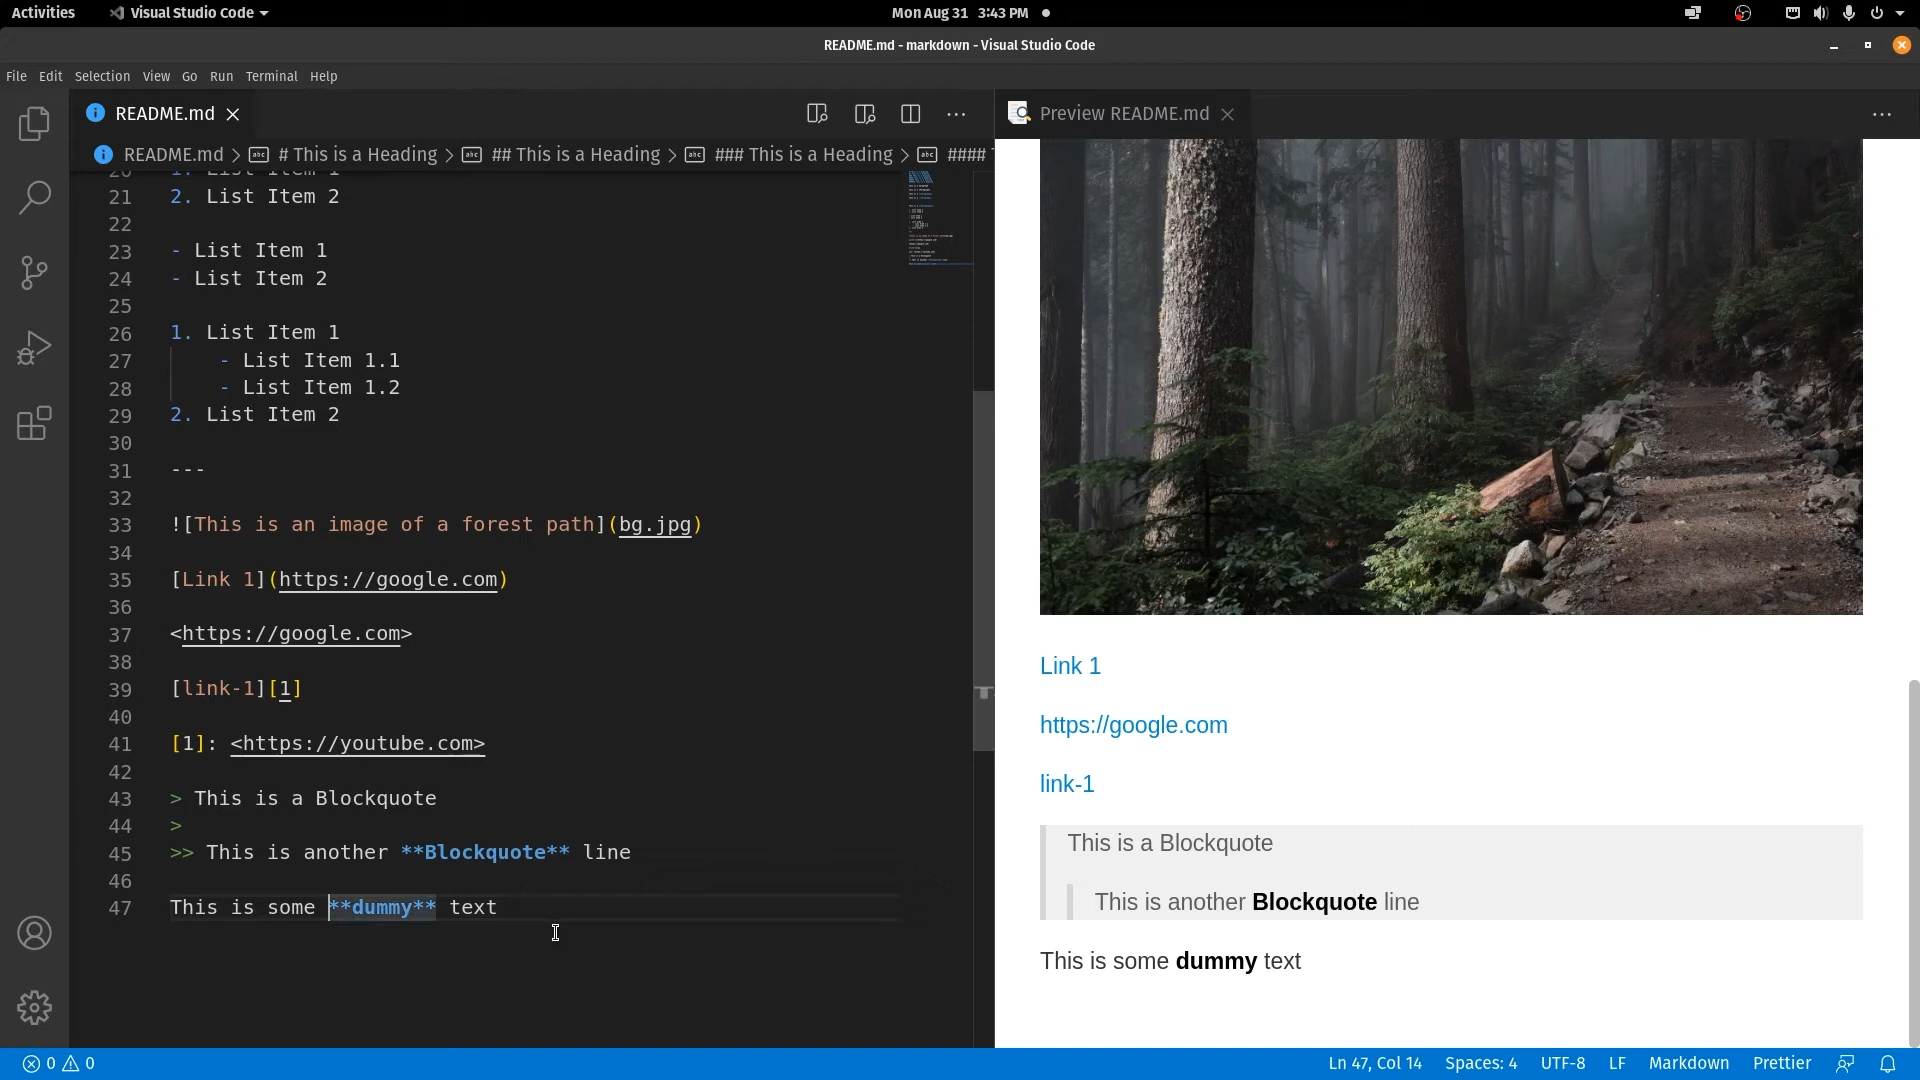 Activities
Visual Studio Code
Mon Aug 31 3:43 PM
README.md - markdown - Visual Studio Code
File Edit Selection View Go Run Terminal Help
README.md
README.md > # This is a Heading > ## This is a Heading > ### This is a Heading > ####
20 1. List Item 1
21 2. List Item 2
22
23 - List Item 1
24 - List Item 2
25
26 1. List Item 1
27 - List Item 1.1
28 - List Item 1.2
29 2. List Item 2
30
31 ---
32
33 ![This is an image of a forest path](bg.jpg)
34
35 [Link 1](https://google.com)
36
37 <https://google.com>
38
39 [link-1][1]
40
41 [1]: <https://youtube.com>
42
43 > This is a Blockquote
44 >
45 >> This is another **Blockquote** line
46
47 This is some **dummy** text
Preview README.md
Link 1
https://google.com
link-1
This is a Blockquote
This is another Blockquote line
This is some dummy text
0 0
Ln 47, Col 14 Spaces: 4 UTF-8 LF Markdown Prettier